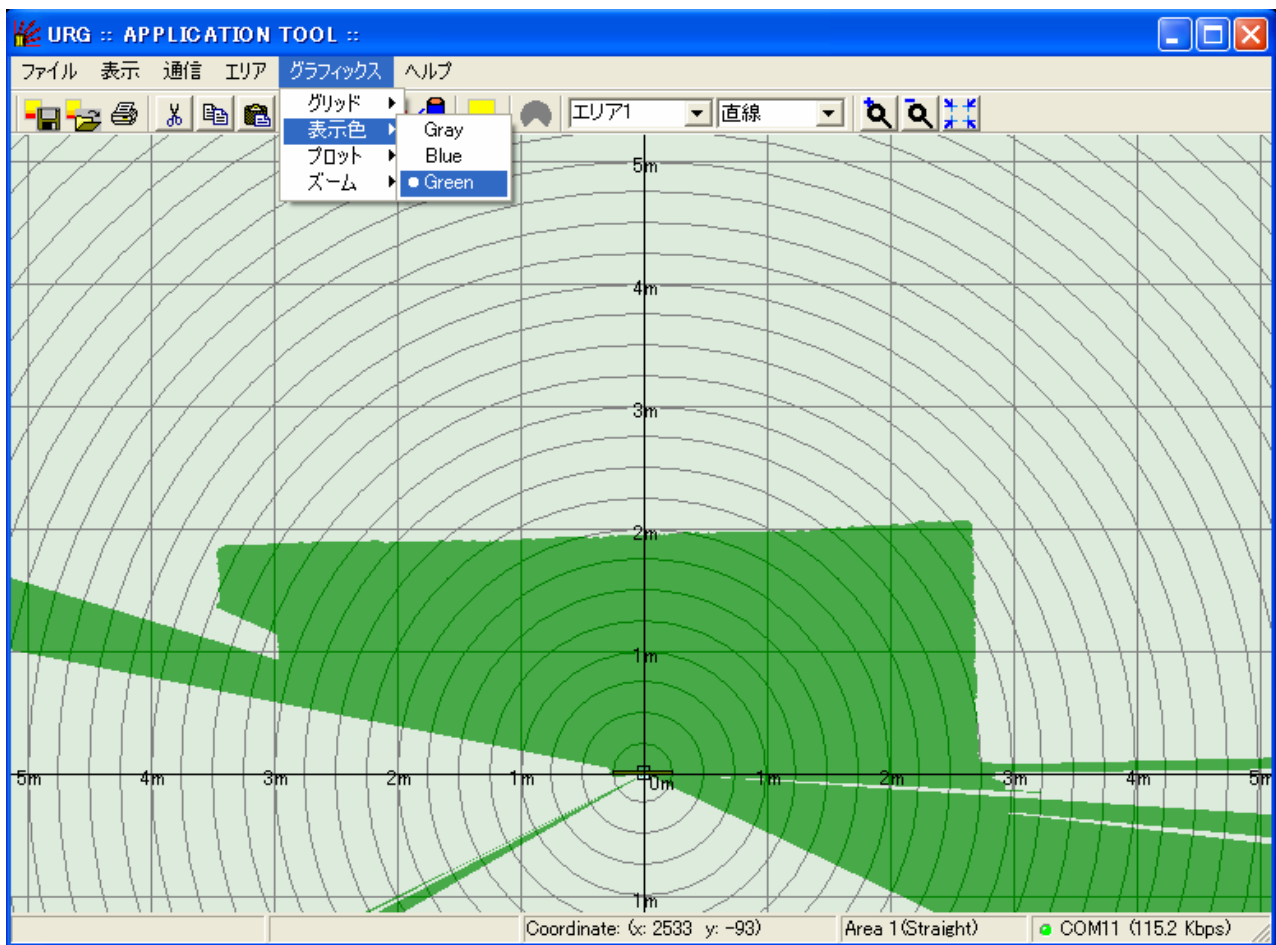 URG :: APPLICATION TOOL ::
ファイル 表示 通信 エリア グラフィックス ヘルプ
グリッド
表示色
プロット
ズーム
Gray
Blue
Green
エリア1 直線
5m
4m
3m
2m
1m
5m 4m 3m 2m 1m 0m 1m 2m 3m 4m 5m
1m
Coordinate: (x: 2533 y: -93) Area 1(Straight) COM11 (115.2 Kbps)